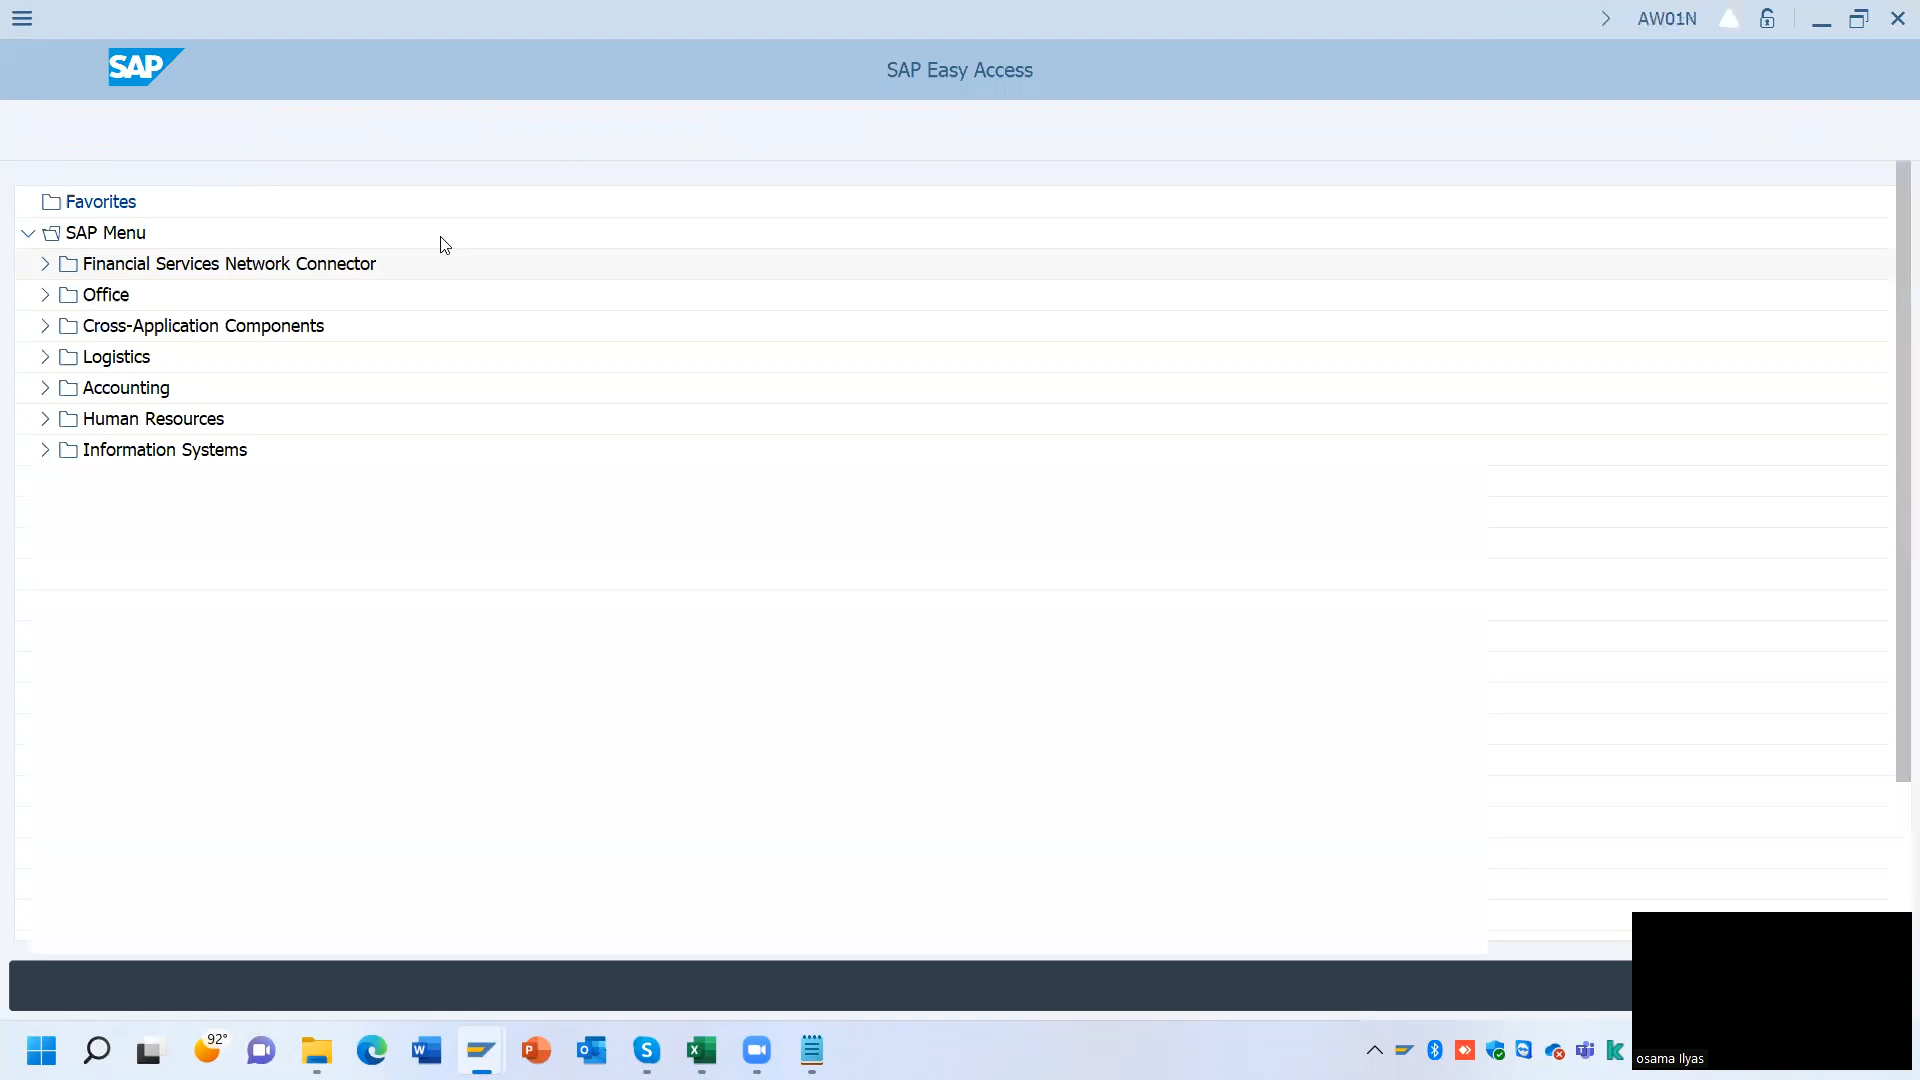 AW01N
SAP
SAP Easy Access
Favorites
SAP Menu
Financial Services Network Connector
Office
Cross-Application Components
Logistics
Accounting
Human Resources
Information Systems
92°
osama Ilyas